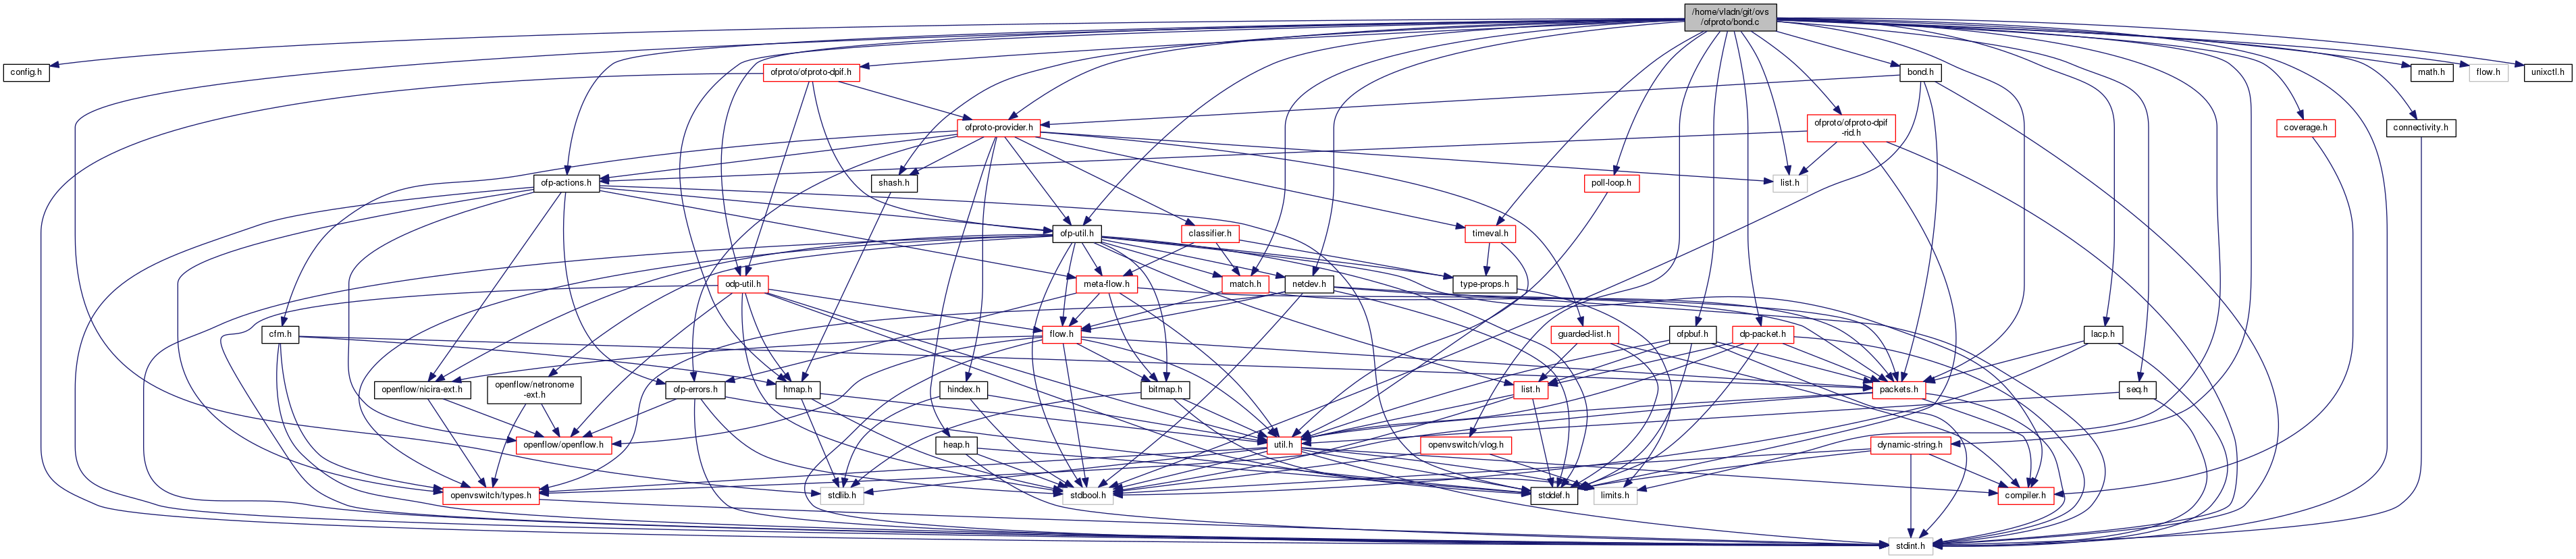 /home/vladn/git/ovs
/ofproto/bond.c
config.h
ofproto/ofproto-dpif.h
bond.h
math.h
flow.h
unixctl.h
ofproto-provider.h
ofproto/ofproto-dpif
-rid.h
coverage.h
connectivity.h
ofp-actions.h
shash.h
poll-loop.h
list.h
ofp-util.h
classifier.h
timeval.h
odp-util.h
meta-flow.h
match.h
netdev.h
type-props.h
cfm.h
flow.h
guarded-list.h
ofpbuf.h
dp-packet.h
lacp.h
openflow/nicira-ext.h
openflow/netronome
-ext.h
ofp-errors.h
hmap.h
hindex.h
bitmap.h
list.h
packets.h
seq.h
openflow/openflow.h
heap.h
util.h
openvswitch/vlog.h
dynamic-string.h
openvswitch/types.h
stdlib.h
stdbool.h
stddef.h
limits.h
compiler.h
stdint.h